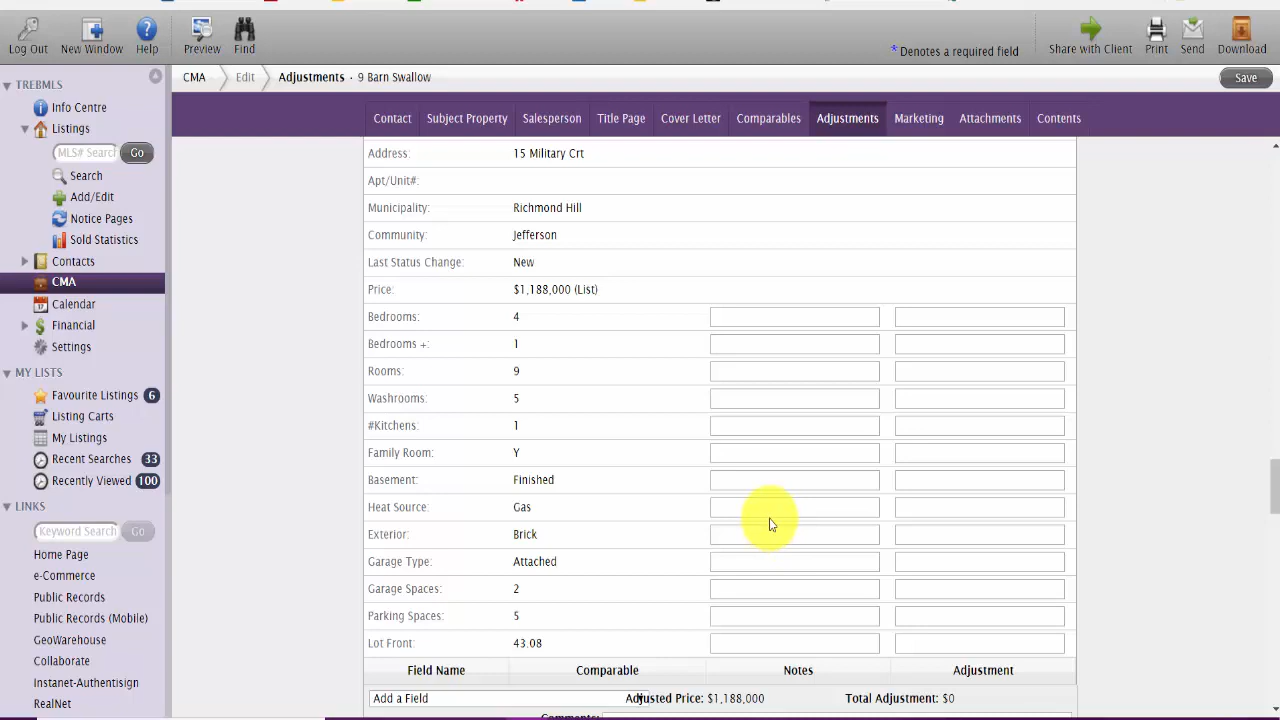 Log Out
New Window
Help
Preview
Find
* Denotes a required field
Share with Client
Print
Send
Download
TREBMLS
CMA
Edit
Adjustments · 9 Barn Swallow
Save
Info Centre
Listings
MLS# Search
Go
Search
Add/Edit
Notice Pages
Sold Statistics
Contacts
CMA
Calendar
Financial
Settings
MY LISTS
Favourite Listings 6
Listing Carts
My Listings
Recent Searches 33
Recently Viewed 100
LINKS
Keyword Search
Go
Home Page
e-Commerce
Public Records
Public Records (Mobile)
GeoWarehouse
Collaborate
Instanet-Authentisign
RealNet
Contact
Subject Property
Salesperson
Title Page
Cover Letter
Comparables
Adjustments
Marketing
Attachments
Contents
Address: 15 Military Crt
Apt/Unit#:
Municipality: Richmond Hill
Community: Jefferson
Last Status Change: New
Price: $1,188,000 (List)
Bedrooms: 4
Bedrooms +: 1
Rooms: 9
Washrooms: 5
#Kitchens: 1
Family Room: Y
Basement: Finished
Heat Source: Gas
Exterior: Brick
Garage Type: Attached
Garage Spaces: 2
Parking Spaces: 5
Lot Front: 43.08
Field Name Comparable Notes Adjustment
Add a Field Adjusted Price: $1,188,000 Total Adjustment: $0
Comments: